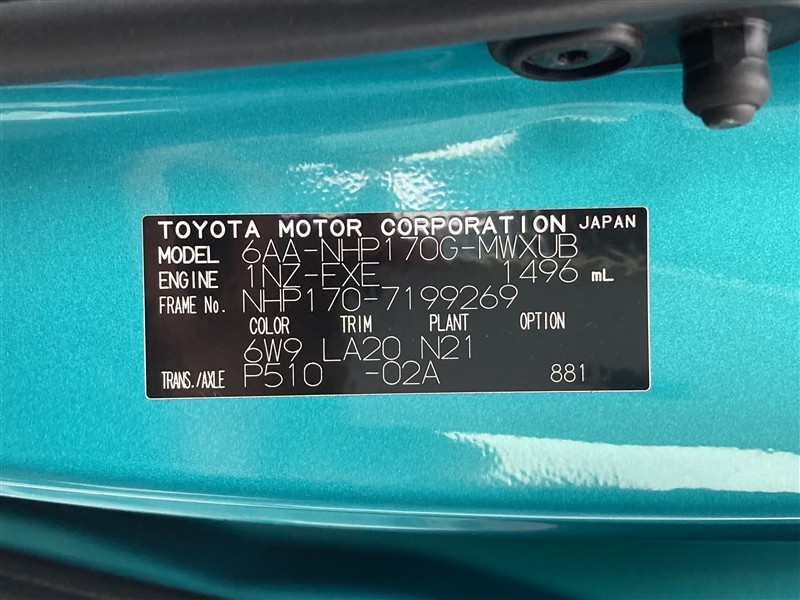 TOYOTA MOTOR CORPORATION JAPAN
MODEL 6AA-NHP170G-MWXUB
ENGINE 1NZ-EXE 1496 mL
FRAME No. NHP170-7199269
COLOR TRIM PLANT OPTION
6W9 LA20 N21
TRANS./AXLE P510 -02A 881